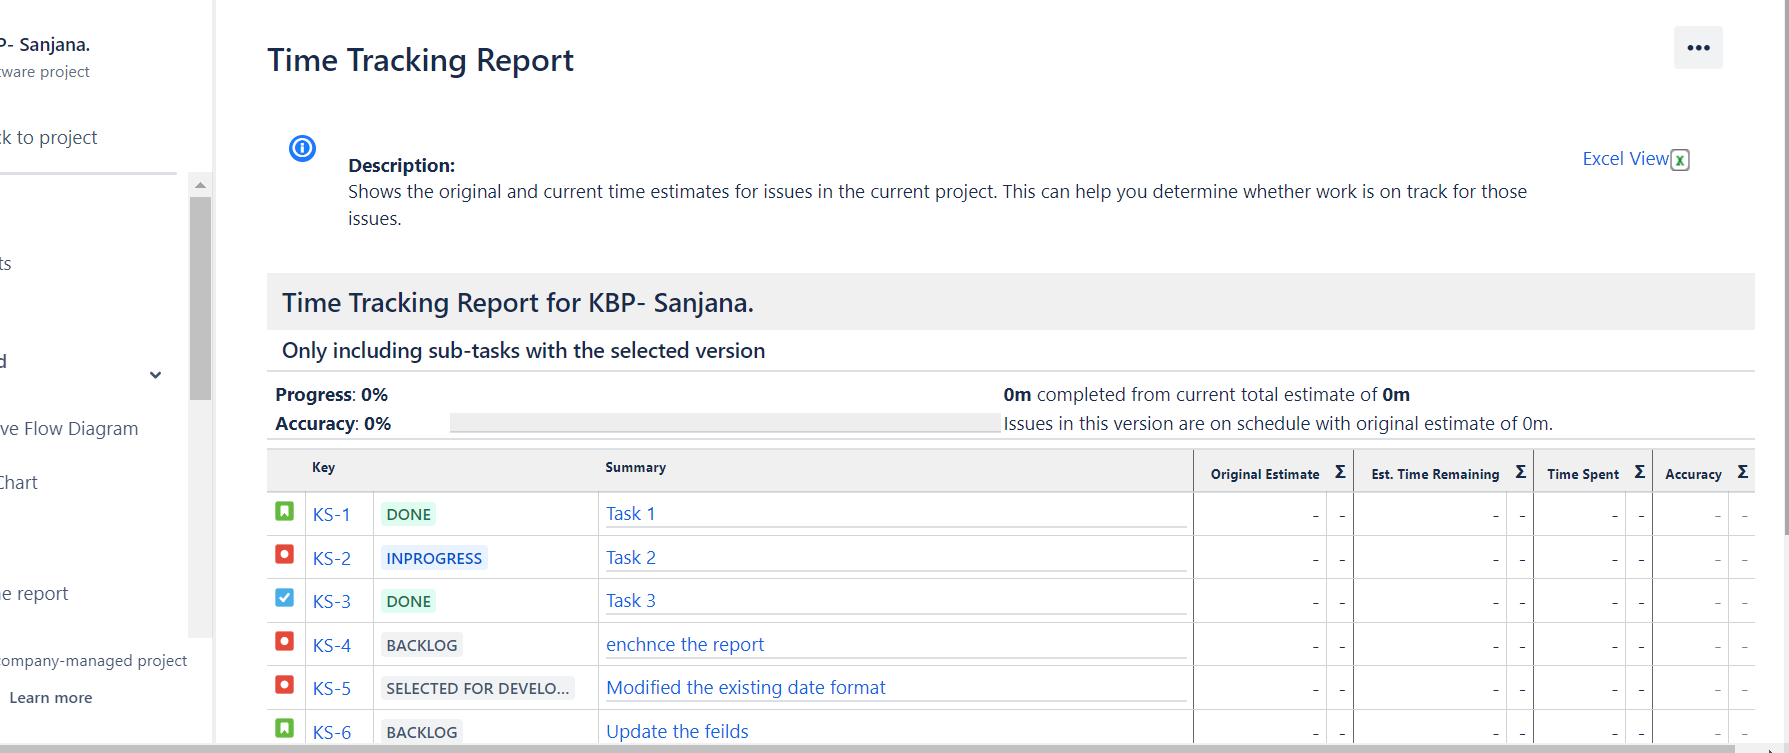 P- Sanjana.
tware project
ck to project
ts
d
ve Flow Diagram
Chart
e report
company-managed project
Learn more
Time Tracking Report
Description:
Shows the original and current time estimates for issues in the current project. This can help you determine whether work is on track for those
issues.
Excel View
Time Tracking Report for KBP- Sanjana.
Only including sub-tasks with the selected version
Progress: 0%
0m completed from current total estimate of 0m
Accuracy: 0%
Issues in this version are on schedule with original estimate of 0m.
Key Summary Original Estimate Σ Est. Time Remaining Σ Time Spent Σ Accuracy Σ
KS-1 DONE Task 1 - - - - - - - -
KS-2 INPROGRESS Task 2 - - - - - - - -
KS-3 DONE Task 3 - - - - - - - -
KS-4 BACKLOG enchnce the report - - - - - - - -
KS-5 SELECTED FOR DEVELO... Modified the existing date format - - - - - - - -
KS-6 BACKLOG Update the feilds - - - - - - - -